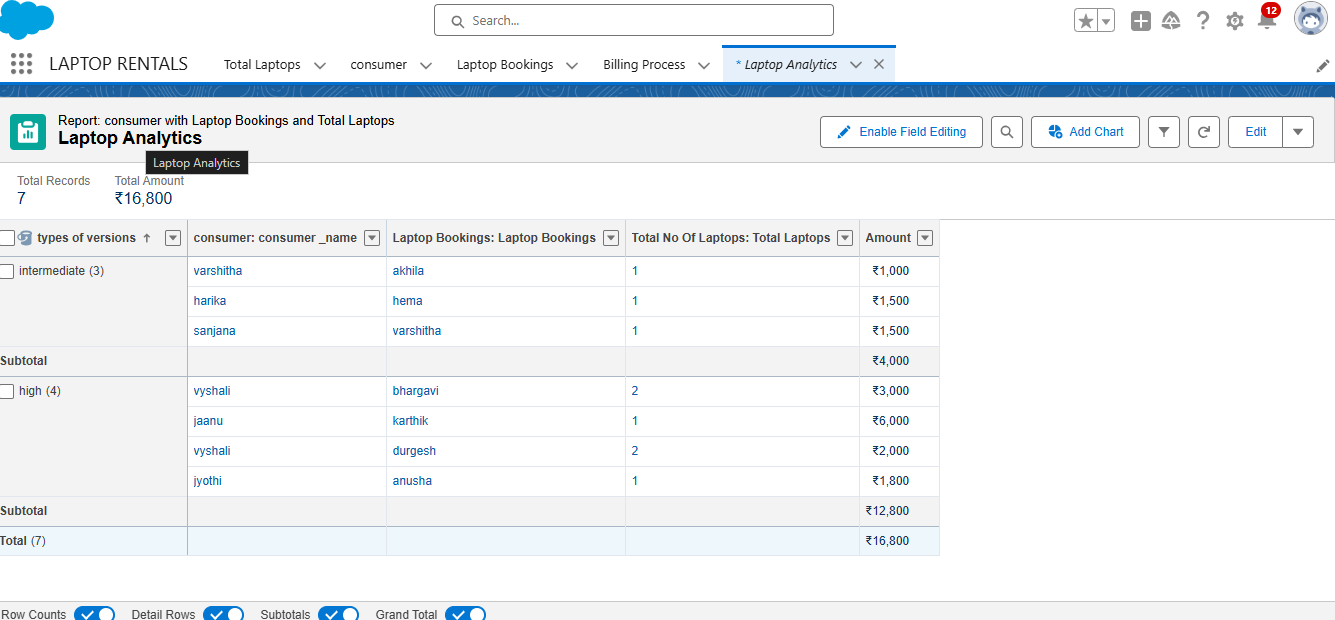 Search...
12
LAPTOP RENTALS Total Laptops consumer Laptop Bookings Billing Process * Laptop Analytics
Report: consumer with Laptop Bookings and Total Laptops
Laptop Analytics
Enable Field Editing Add Chart Edit
Laptop Analytics
Total Records Total Amount
7 ₹16,800
types of versions ↑ consumer: consumer _name Laptop Bookings: Laptop Bookings Total No Of Laptops: Total Laptops Amount
intermediate (3) varshitha akhila 1 ₹1,000
harika hema 1 ₹1,500
sanjana varshitha 1 ₹1,500
Subtotal ₹4,000
high (4) vyshali bhargavi 2 ₹3,000
jaanu karthik 1 ₹6,000
vyshali durgesh 2 ₹2,000
jyothi anusha 1 ₹1,800
Subtotal ₹12,800
Total (7) ₹16,800
Row Counts Detail Rows Subtotals Grand Total